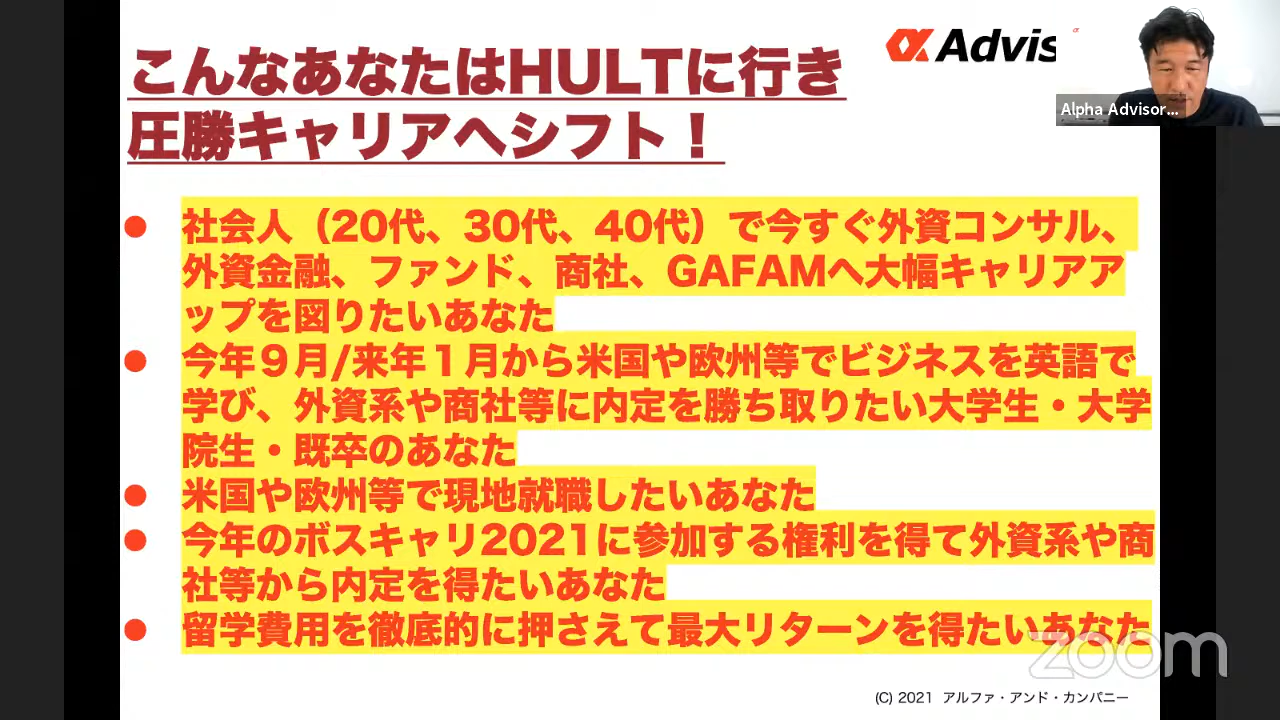 こんなあなたはHULTに行き
圧勝キャリアへシフト！
Advis
Alpha Advisor...
● 社会人（20代、30代、40代）で今すぐ外資コンサル、
外資金融、ファンド、商社、GAFAMへ大幅キャリアア
ップを図りたいあなた
● 今年９月/来年１月から米国や欧州等でビジネスを英語で
学び、外資系や商社等に内定を勝ち取りたい大学生・大学
院生・既卒のあなた
● 米国や欧州等で現地就職したいあなた
● 今年のボスキャリ2021に参加する権利を得て外資系や商
社等から内定を得たいあなた
● 留学費用を徹底的に押さえて最大リターンを得たいあなた
zoom
(C) 2021 アルファ・アンド・カンパニー